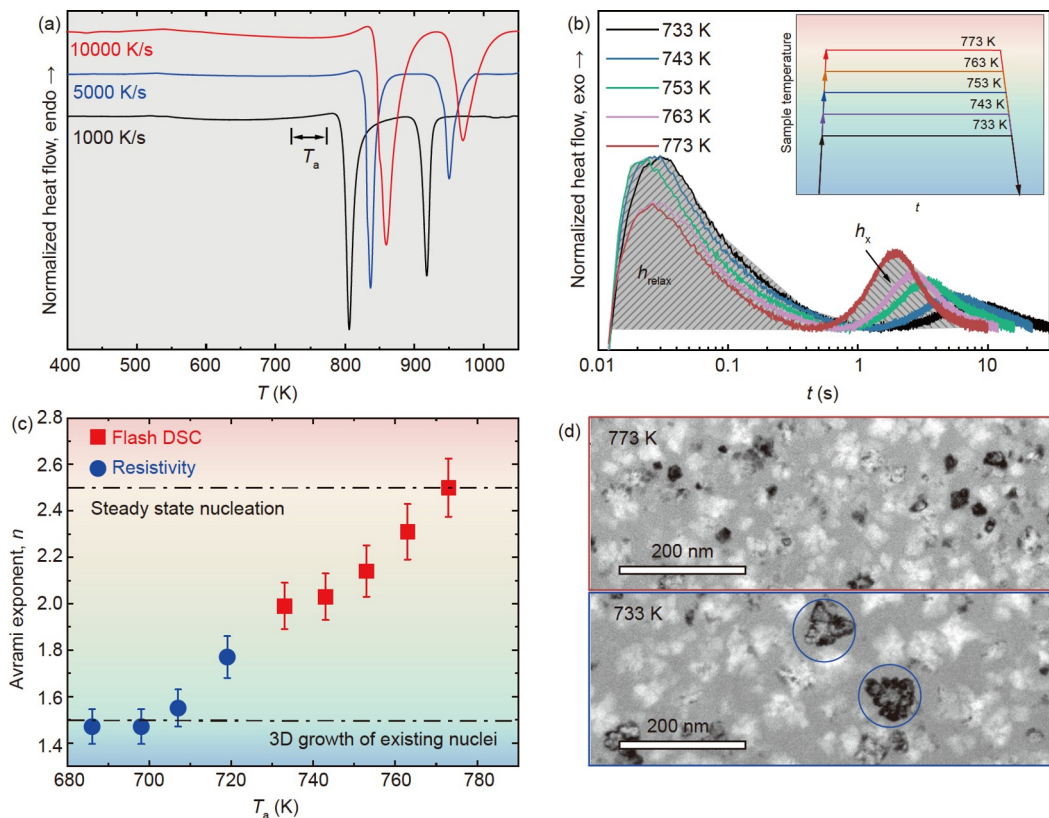 (a)
10000 K/s
5000 K/s
1000 K/s
Tₐ
Normalized heat flow, endo →
400 500 600 700 800 900 1000
T (K)
(b)
733 K
743 K
753 K
763 K
773 K
Sample temperature
773 K
763 K
753 K
743 K
733 K
t
hₓ
h_relax
Normalized heat flow, exo →
0.01 0.1 1 10
t (s)
(c)
Flash DSC
Resistivity
Steady state nucleation
3D growth of existing nuclei
Avrami exponent, n
2.8
2.6
2.4
2.2
2.0
1.8
1.6
1.4
680 700 720 740 760 780
Tₐ (K)
(d)
773 K
200 nm
733 K
200 nm